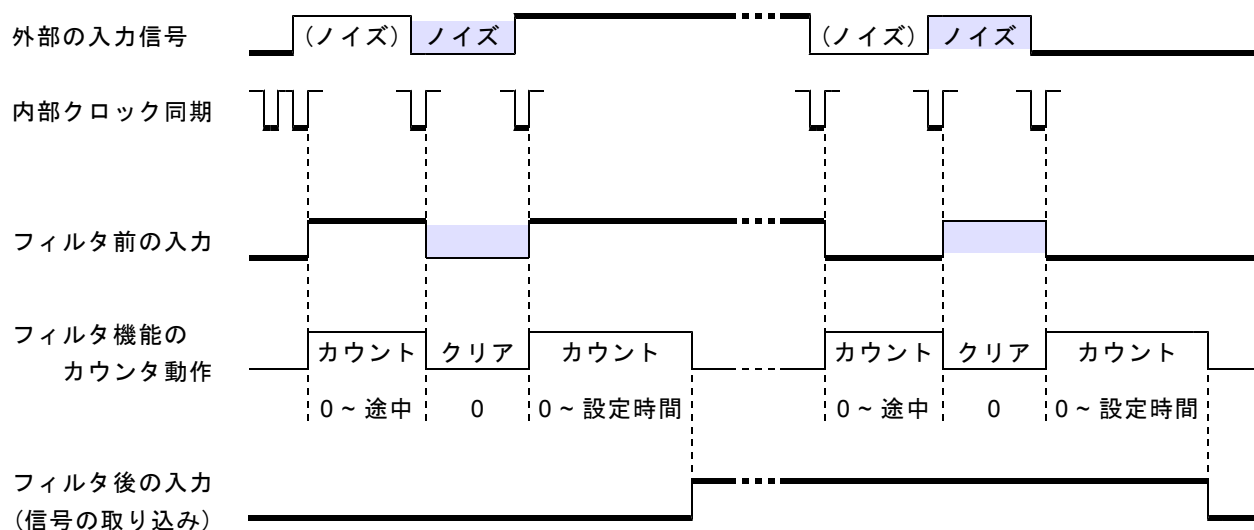 外部の入力信号 (ノイズ) ノイズ (ノイズ) ノイズ
内部クロック同期
フィルタ前の入力
フィルタ機能の
カウンタ動作
カウント クリア カウント カウント クリア カウント
0 ~ 途中 0 0 ~ 設定時間 0 ~ 途中 0 0 ~ 設定時間
フィルタ後の入力
(信号の取り込み)